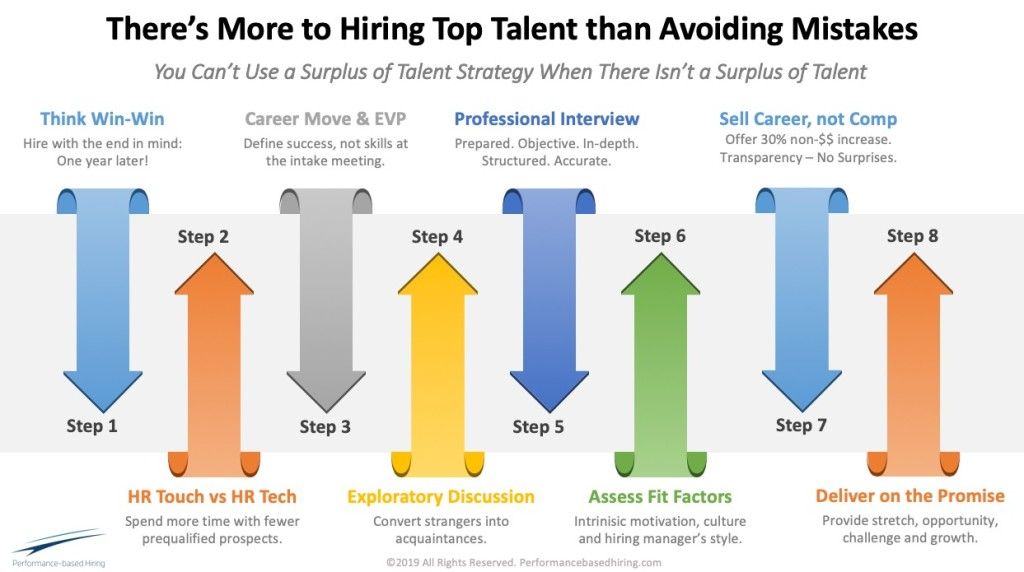 There's More to Hiring Top Talent than Avoiding Mistakes
You Can't Use a Surplus of Talent Strategy When There Isn't a Surplus of Talent
Think Win-Win
Hire with the end in mind:
One year later!
Career Move & EVP
Define success, not skills at
the intake meeting.
Professional Interview
Prepared. Objective. In-depth.
Structured. Accurate.
Sell Career, not Comp
Offer 30% non-$$ increase.
Transparency – No Surprises.
Step 2
Step 4
Step 6
Step 8
Step 1
Step 3
Step 5
Step 7
HR Touch vs HR Tech
Spend more time with fewer
prequalified prospects.
Exploratory Discussion
Convert strangers into
acquaintances.
Assess Fit Factors
Intrinisic motivation, culture
and hiring manager's style.
Deliver on the Promise
Provide stretch, opportunity,
challenge and growth.
Performance-based Hiring
©2019 All Rights Reserved. Performancebasedhiring.com